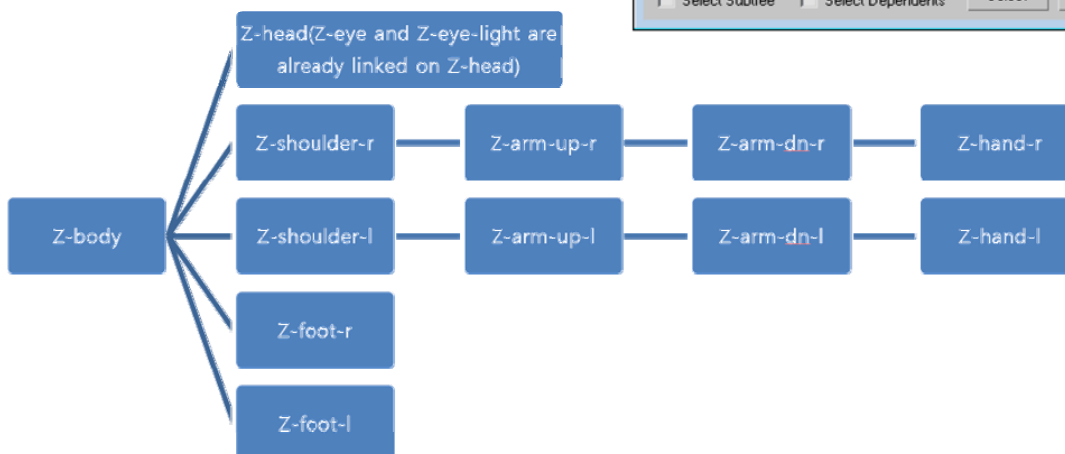 Select Subtree Select Dependents Select
Z-head(Z-eye and Z-eye-light are
already linked on Z-head)
Z-shoulder-r Z-arm-up-r Z-arm-dn-r Z-hand-r
Z-body Z-shoulder-l Z-arm-up-l Z-arm-dn-l Z-hand-l
Z-foot-r
Z-foot-l